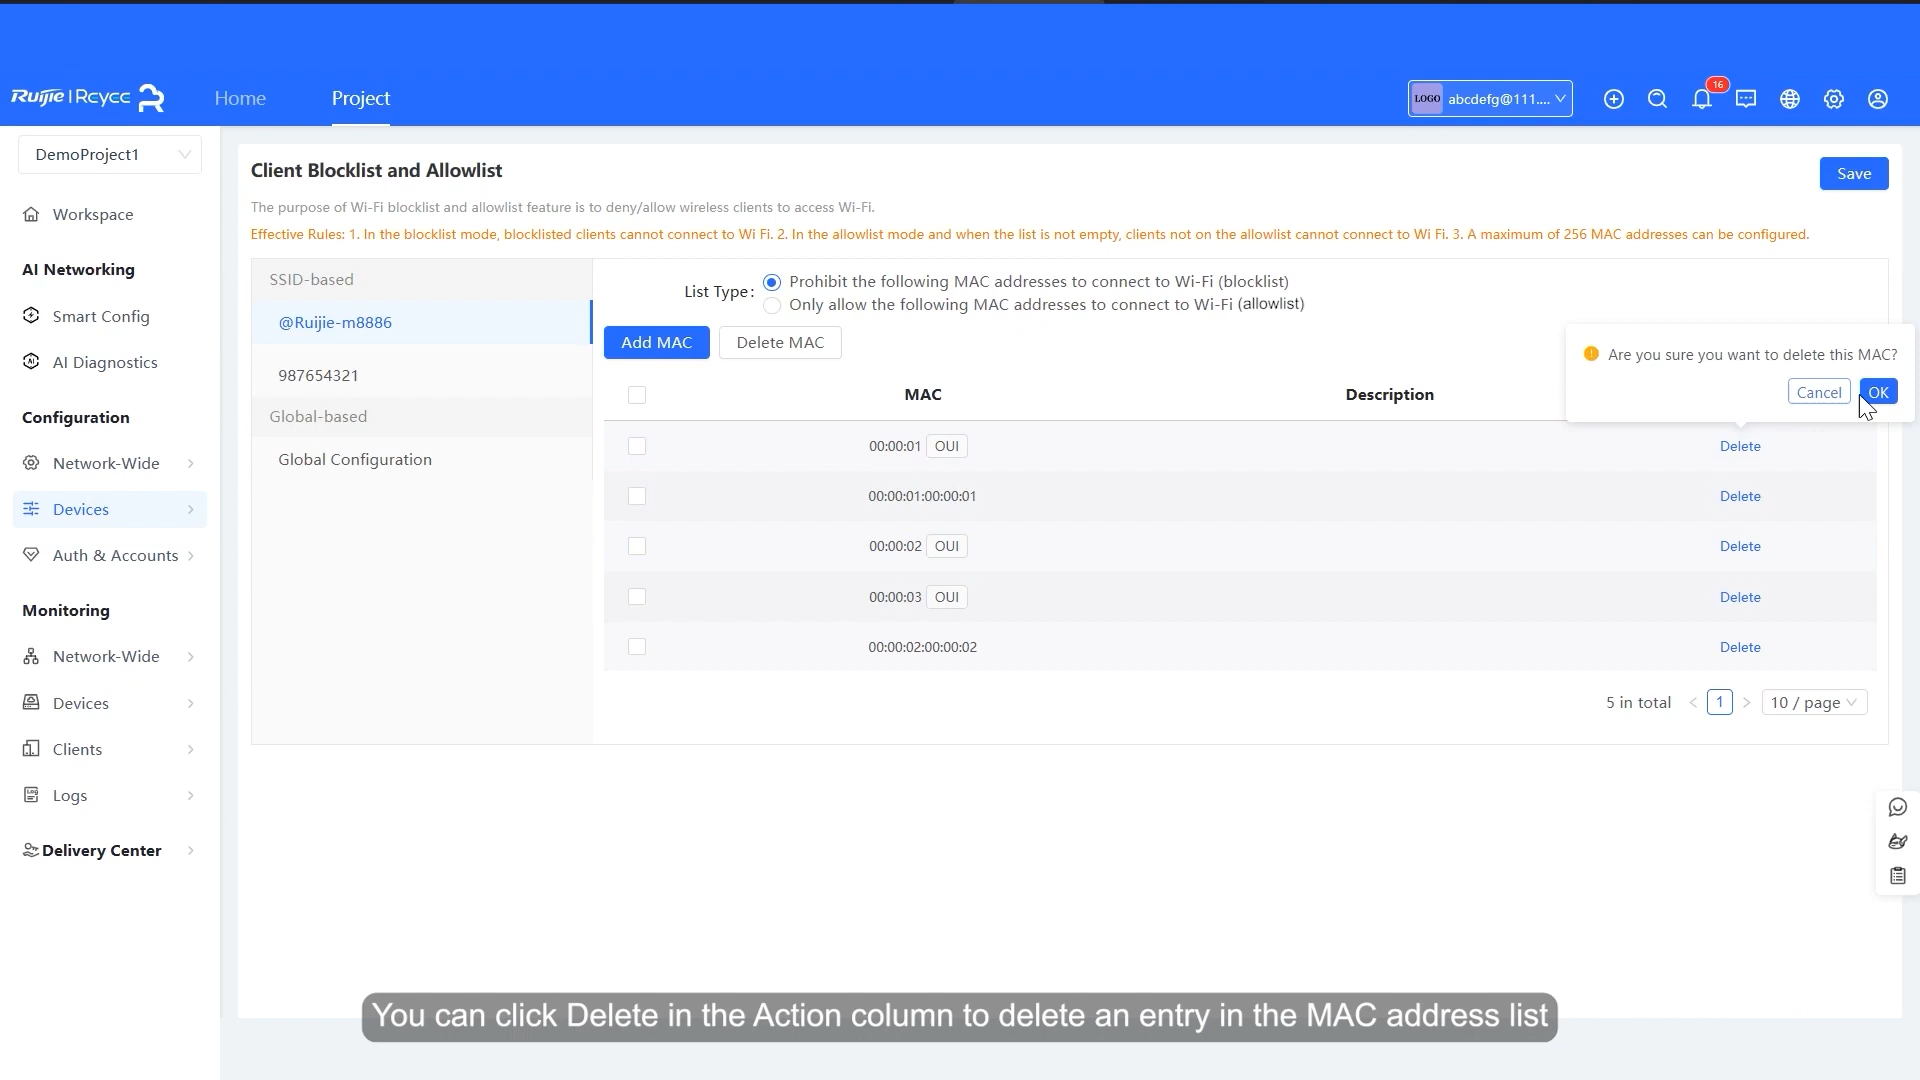 Ruijie | Reyee
Home
Project
LOGO abcdefg@111....
16
DemoProject1
Workspace
AI Networking
Smart Config
AI Diagnostics
Configuration
Network-Wide
Devices
Auth & Accounts
Monitoring
Network-Wide
Devices
Clients
Logs
Delivery Center
Client Blocklist and Allowlist
Save
The purpose of Wi-Fi blocklist and allowlist feature is to deny/allow wireless clients to access Wi-Fi.
Effective Rules: 1. In the blocklist mode, blocklisted clients cannot connect to Wi Fi. 2. In the allowlist mode and when the list is not empty, clients not on the allowlist cannot connect to Wi Fi. 3. A maximum of 256 MAC addresses can be configured.
SSID-based
@Ruijie-m8886
987654321
Global-based
Global Configuration
List Type:
Prohibit the following MAC addresses to connect to Wi-Fi (blocklist)
Only allow the following MAC addresses to connect to Wi-Fi (allowlist)
Add MAC
Delete MAC
Are you sure you want to delete this MAC?
Cancel
OK
MAC
Description
00:00:01 OUI Delete
00:00:01:00:00:01 Delete
00:00:02 OUI Delete
00:00:03 OUI Delete
00:00:02:00:00:02 Delete
5 in total < 1 > 10 / page
You can click Delete in the Action column to delete an entry in the MAC address list